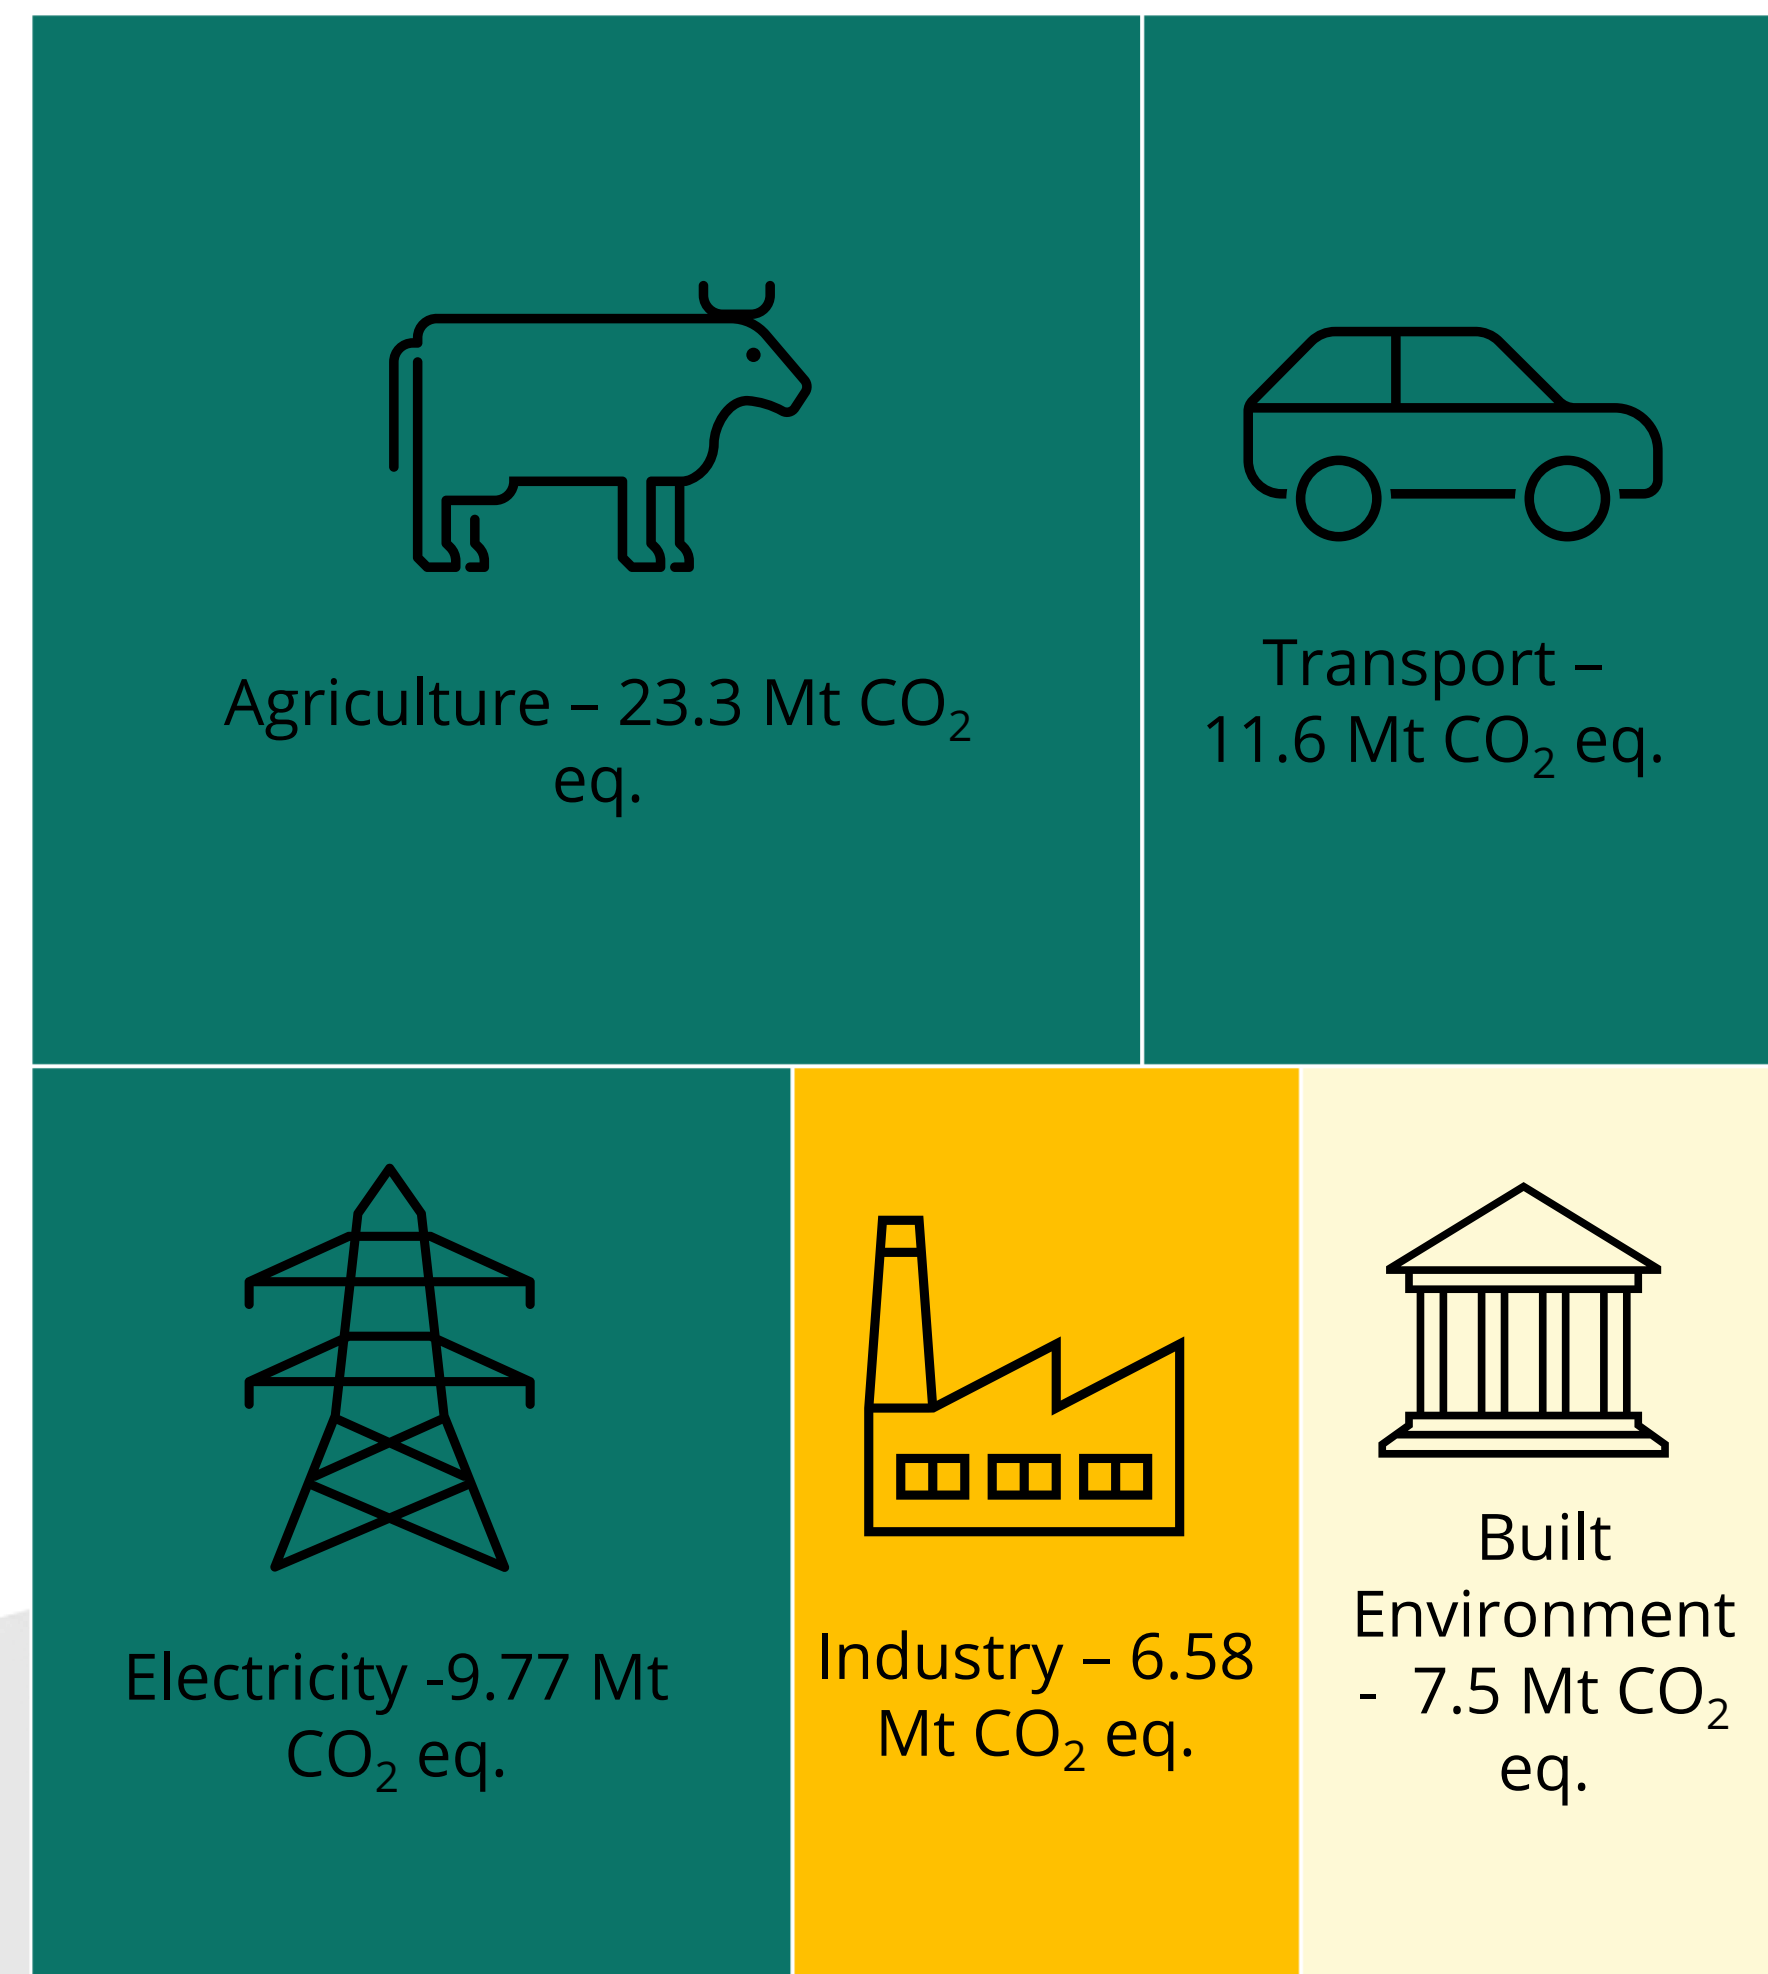 Agriculture – 23.3 Mt CO₂
eq.
Transport –
11.6 Mt CO₂ eq.
Electricity -9.77 Mt
CO₂ eq.
Industry – 6.58
Mt CO₂ eq.
Built
Environment
- 7.5 Mt CO₂
eq.